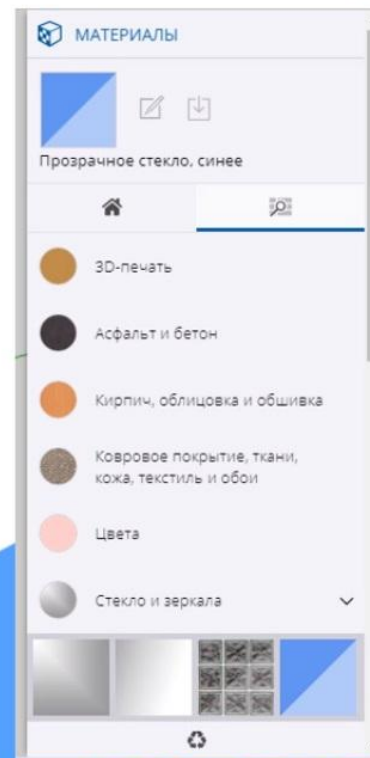 МАТЕРИАЛЫ
Прозрачное стекло, синее
3D-печать
Асфальт и бетон
Кирпич, облицовка и обшивка
Ковровое покрытие, ткани,
кожа, текстиль и обои
Цвета
Стекло и зеркала